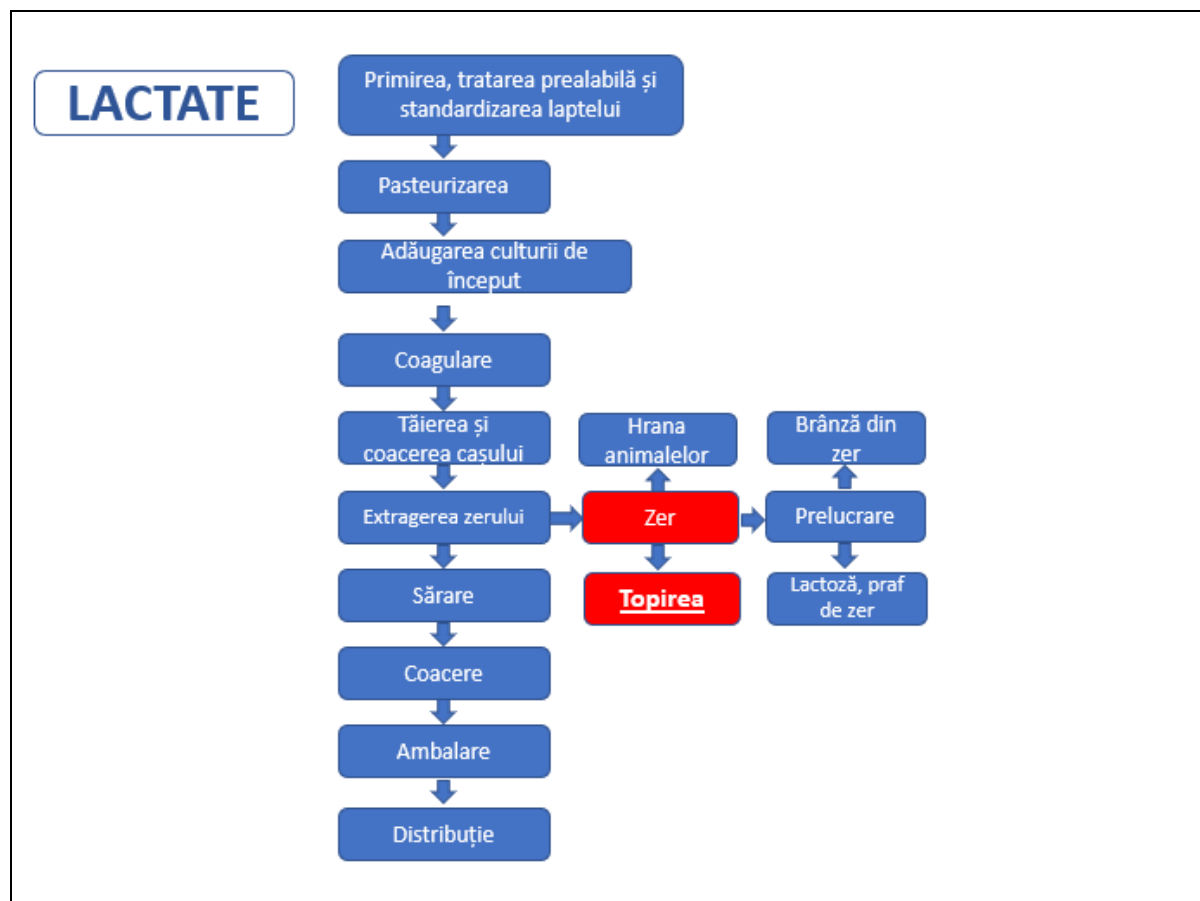 LACTATE
Primirea, tratarea prealabilă și
standardizarea laptelui
Pasteurizarea
Adăugarea culturii de
început
Coagulare
Tăierea și
coacerea cașului
Hrana
animalelor
Brânză din
zer
Extragerea zerului
Zer
Prelucrare
Sărare
Topirea
Lactoză, praf
de zer
Coacere
Ambalare
Distribuție